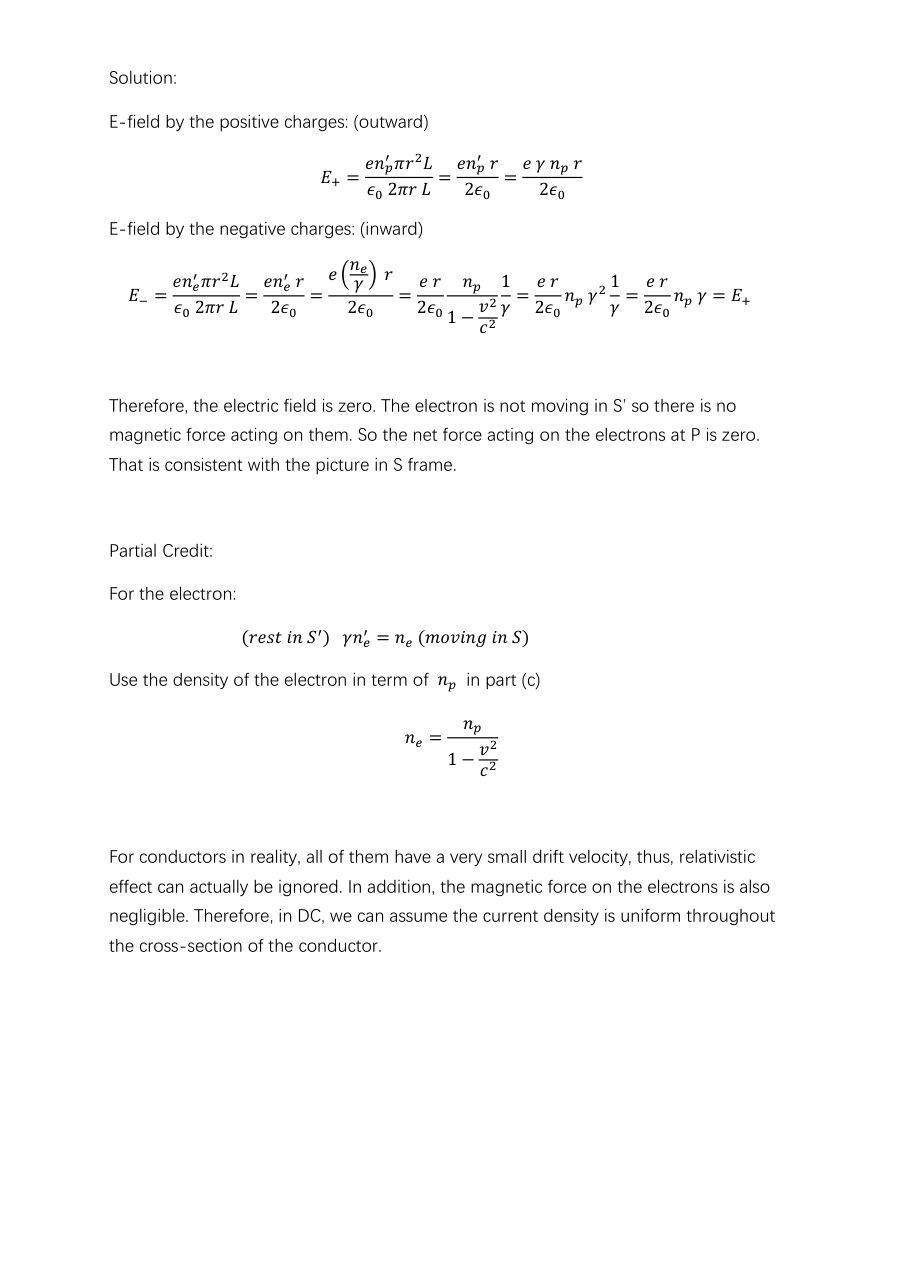 Solution:
E-field by the positive charges: (outward)
E₊ = en′ₚπr²L / ϵ₀ 2πr L = en′ₚ r / 2ϵ₀ = e γ nₚ r / 2ϵ₀
E-field by the negative charges: (inward)
E₋ = en′ₑπr²L / ϵ₀ 2πr L = en′ₑ r / 2ϵ₀ = e (nₑ/γ) r / 2ϵ₀ = e r / 2ϵ₀ nₚ / (1 − v²/c²) 1/γ = e r / 2ϵ₀ nₚ γ² 1/γ = e r / 2ϵ₀ nₚ γ = E₊
Therefore, the electric field is zero. The electron is not moving in S' so there is no
magnetic force acting on them. So the net force acting on the electrons at P is zero.
That is consistent with the picture in S frame.
Partial Credit:
For the electron:
(rest in S′) γn′ₑ = nₑ (moving in S)
Use the density of the electron in term of nₚ in part (c)
nₑ = nₚ / (1 − v²/c²)
For conductors in reality, all of them have a very small drift velocity, thus, relativistic
effect can actually be ignored. In addition, the magnetic force on the electrons is also
negligible. Therefore, in DC, we can assume the current density is uniform throughout
the cross-section of the conductor.